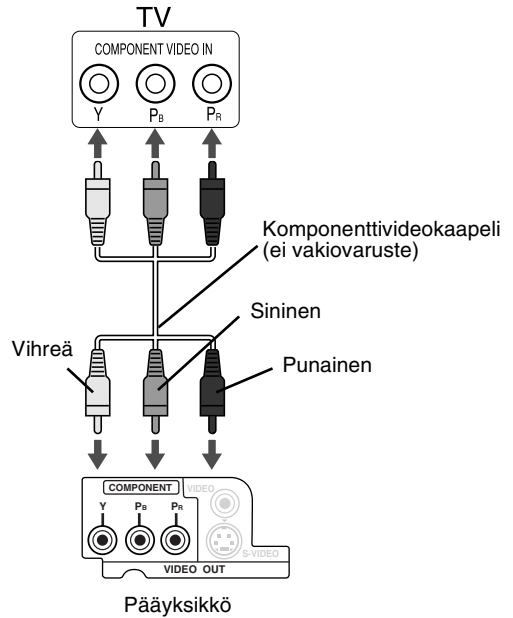 TV
COMPONENT VIDEO IN
Y PB PR
Komponenttivideokaapeli
(ei vakiovaruste)
Sininen
Vihreä
Punainen
COMPONENT VIDEO
Y PB PR
S-VIDEO
VIDEO OUT
Pääyksikkö